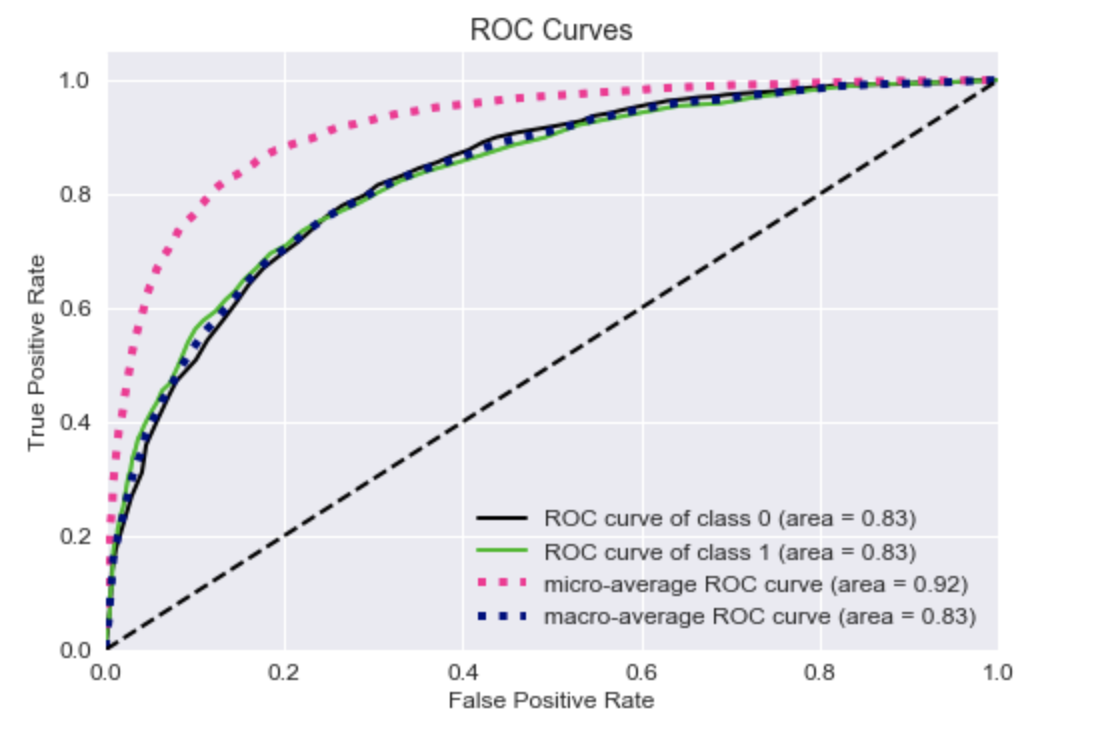 ROC Curves
1.0
0.8
0.6
0.4
0.2
0.0
True Positive Rate
ROC curve of class 0 (area = 0.83)
ROC curve of class 1 (area = 0.83)
micro-average ROC curve (area = 0.92)
macro-average ROC curve (area = 0.83)
0.0 0.2 0.4 0.6 0.8 1.0
False Positive Rate